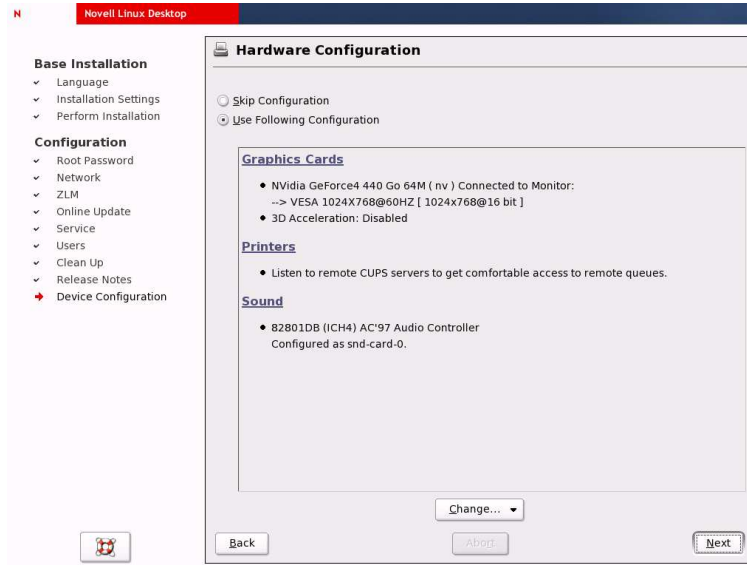 N
Novell Linux Desktop
Base Installation
Language
Installation Settings
Perform Installation
Configuration
Root Password
Network
ZLM
Online Update
Service
Users
Clean Up
Release Notes
Device Configuration
Hardware Configuration
Skip Configuration
Use Following Configuration
Graphics Cards
NVidia GeForce4 440 Go 64M ( nv ) Connected to Monitor:
--> VESA 1024X768@60HZ [ 1024x768@16 bit ]
3D Acceleration: Disabled
Printers
Listen to remote CUPS servers to get comfortable access to remote queues.
Sound
82801DB (ICH4) AC'97 Audio Controller
Configured as snd-card-0.
Change...
Back
Abort
Next